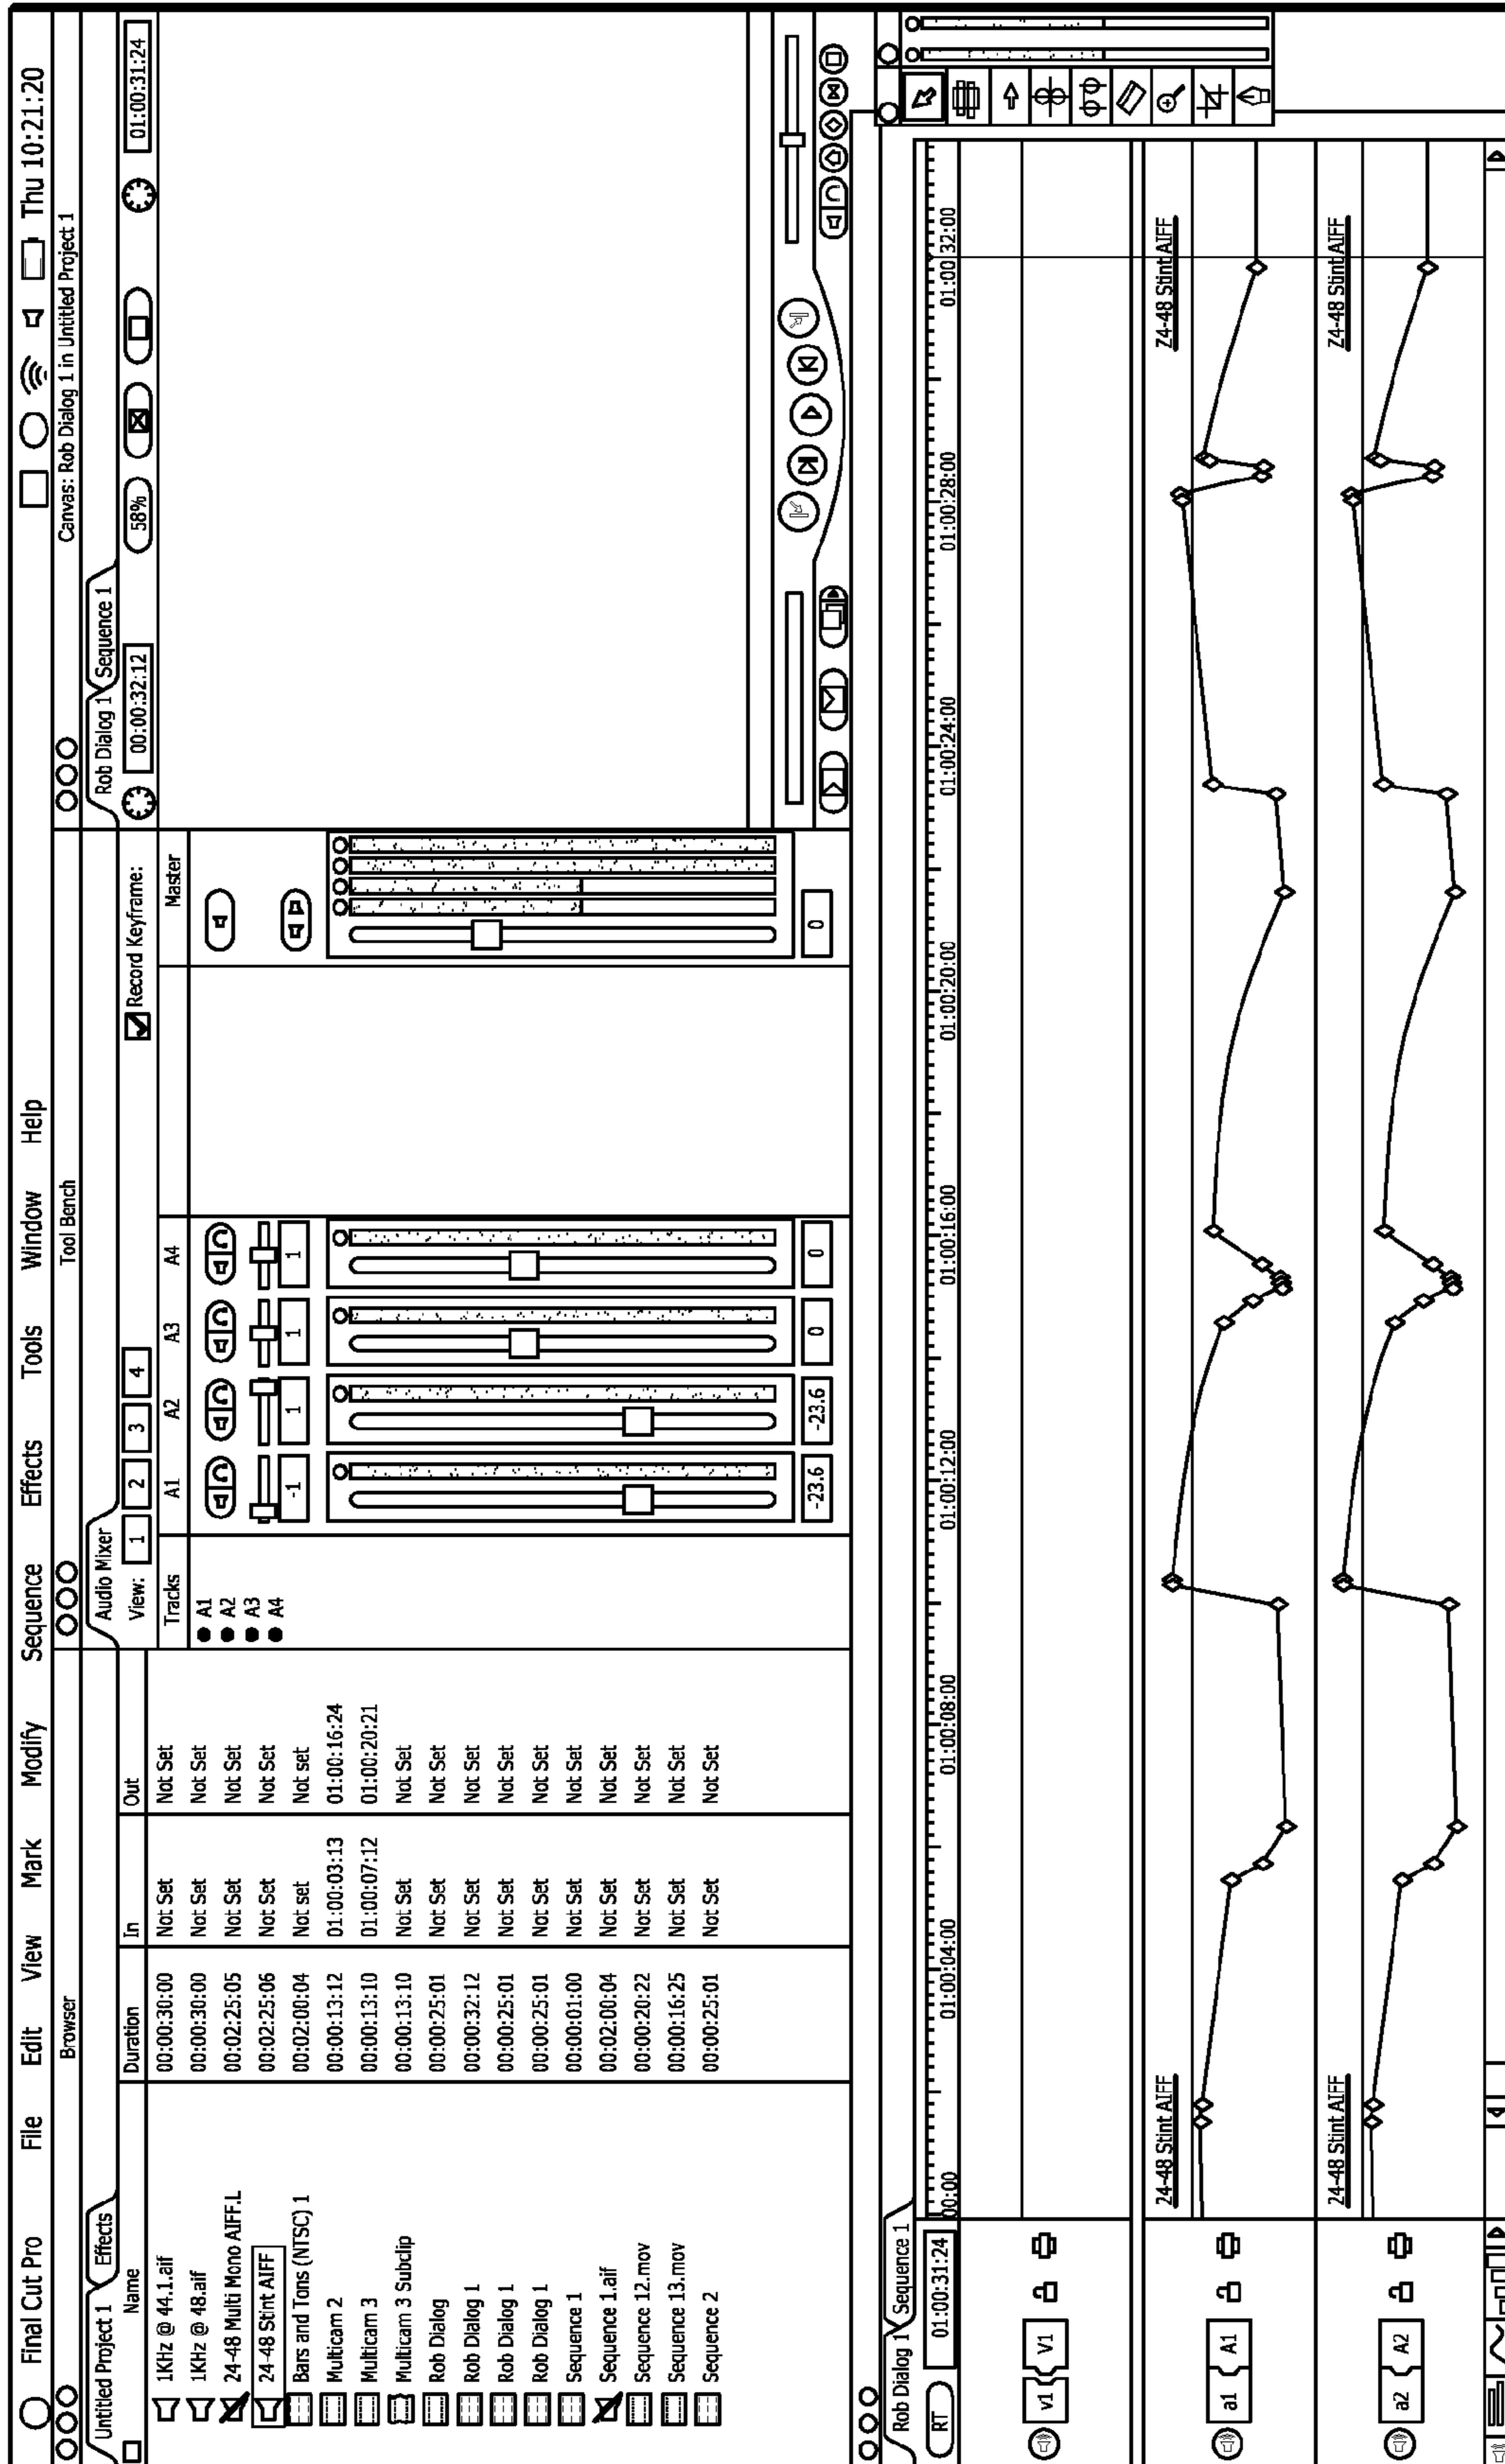 Final Cut Pro File Edit View Mark Modify Sequence Effects Tools Window Help Thu 10:21:20
Browser
Untitled Project 1 Effects
Name Duration In Out
1KHz @ 44.1.aif 00:00:30:00 Not Set Not Set
1KHz @ 48.aif 00:00:30:00 Not Set Not Set
24-48 Multi Mono AIFF.L 00:02:25:05 Not Set Not Set
24-48 Stint AIFF 00:02:25:06 Not Set Not Set
Bars and Tons (NTSC) 1 00:02:00:04 Not set Not set
Multicam 2 00:00:13:12 01:00:03:13 01:00:16:24
Multicam 3 00:00:13:10 01:00:07:12 01:00:20:21
Multicam 3 Subclip 00:00:13:10 Not Set Not Set
Rob Dialog 00:00:25:01 Not Set Not Set
Rob Dialog 1 00:00:32:12 Not Set Not Set
Rob Dialog 1 00:00:25:01 Not Set Not Set
Rob Dialog 1 00:00:25:01 Not Set Not Set
Sequence 1 00:00:01:00 Not Set Not Set
Sequence 1.aif 00:02:00:04 Not Set Not Set
Sequence 12.mov 00:00:20:22 Not Set Not Set
Sequence 13.mov 00:00:16:25 Not Set Not Set
Sequence 2 00:00:25:01 Not Set Not Set
Tool Bench
Audio Mixer
View: 1 2 3 4 Record Keyframe:
Tracks A1 A2 A3 A4 Master
A1
A2
A3
A4
-1 1 1 1
-23.6 -23.6 0 0 0
Canvas: Rob Dialog 1 in Untitled Project 1
Rob Dialog 1 Sequence 1
00:00:32:12 58% 01:00:31:24
Rob Dialog 1 Sequence 1
RT 01:00:31:24 00:00 01:00:04:00 01:00:08:00 01:00:12:00 01:00:16:00 01:00:20:00 01:00:24:00 01:00:28:00 01:00 32:00
v1 V1
24-48 Stint AIFF Z4-48 Stint AIFF
a1 A1
24-48 Stint AIFF Z4-48 Stint AIFF
a2 A2